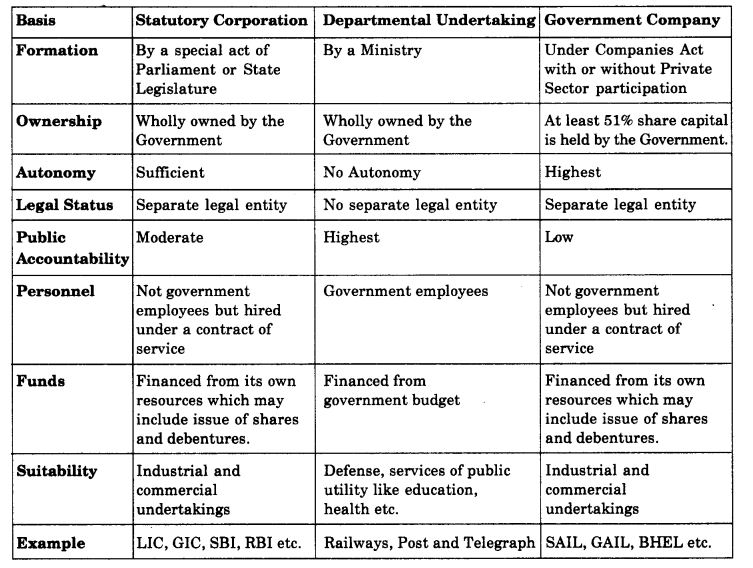 Basis Statutory Corporation Departmental Undertaking Government Company
Formation By a special act of By a Ministry Under Companies Act
Parliament or State with or without Private
Legislature Sector participation
Ownership Wholly owned by the Wholly owned by the At least 51% share capital
Government Government is held by the Government.
Autonomy Sufficient No Autonomy Highest
Legal Status Separate legal entity No separate legal entity Separate legal entity
Public Moderate Highest Low
Accountability
Personnel Not government Government employees Not government
employees but hired employees but hired
under a contract of under a contract of
service service
Funds Financed from its own Financed from Financed from its own
resources which may government budget resources which may
include issue of shares include issue of shares
and debentures. and debentures.
Suitability Industrial and Defense, services of public Industrial and
commercial utility like education, commercial
undertakings health etc. undertakings
Example LIC, GIC, SBI, RBI etc. Railways, Post and Telegraph SAIL, GAIL, BHEL etc.